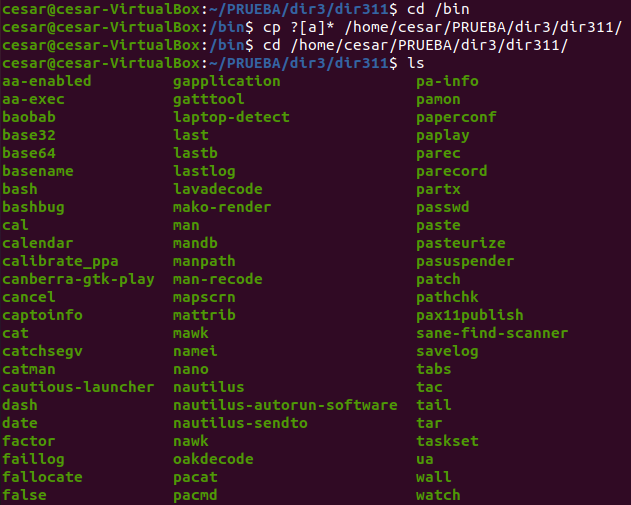 cesar@cesar-VirtualBox:~/PRUEBA/dir3/dir311$ cd /bin
cesar@cesar-VirtualBox:/bin$ cp ?[a]* /home/cesar/PRUEBA/dir3/dir311/
cesar@cesar-VirtualBox:/bin$ cd /home/cesar/PRUEBA/dir3/dir311/
cesar@cesar-VirtualBox:~/PRUEBA/dir3/dir311$ ls
aa-enabled gapplication pa-info
aa-exec gatttool pamon
baobab laptop-detect paperconf
base32 last paplay
base64 lastb parec
basename lastlog parecord
bash lavadecode partx
bashbug mako-render passwd
cal man paste
calendar mandb pasteurize
calibrate_ppa manpath pasuspender
canberra-gtk-play man-recode patch
cancel mapscrn pathchk
captoinfo mattrib pax11publish
cat mawk sane-find-scanner
catchsegv namei savelog
catman nano tabs
cautious-launcher nautilus tac
dash nautilus-autorun-software tail
date nautilus-sendto tar
factor nawk taskset
faillog oakdecode ua
fallocate pacat wall
false pacmd watch